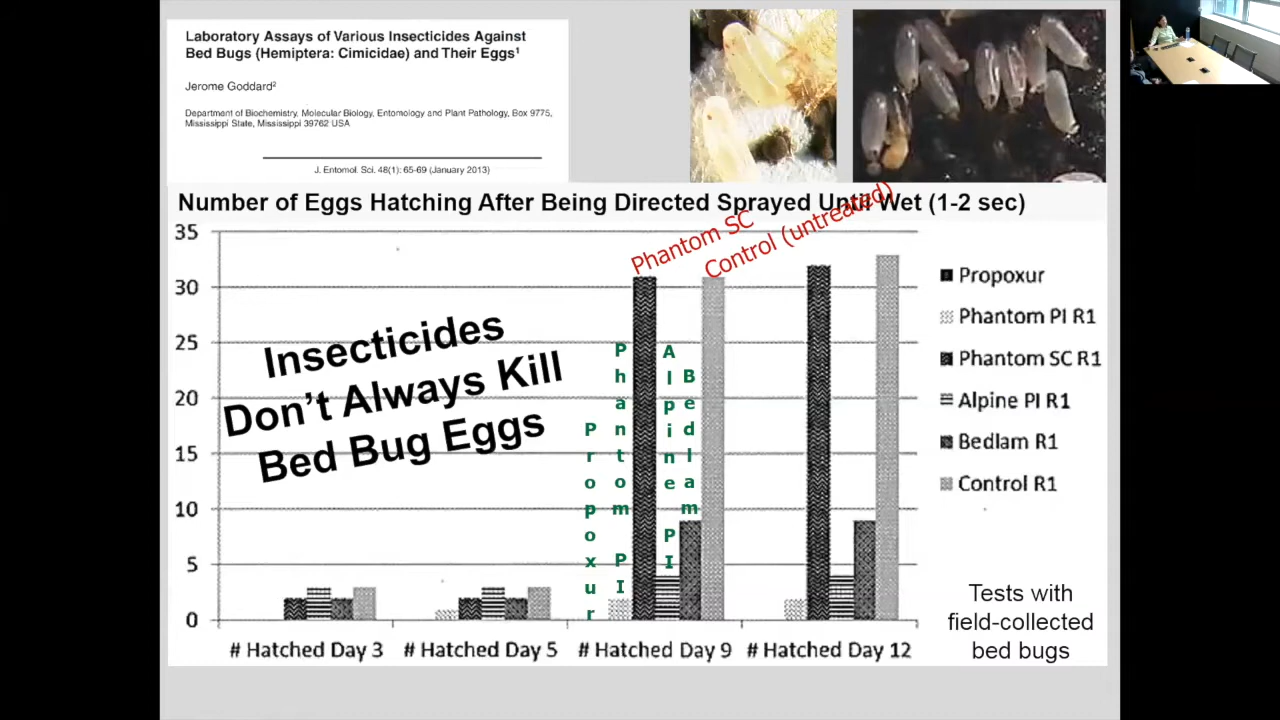 Laboratory Assays of Various Insecticides Against
Bed Bugs (Hemiptera: Cimicidae) and Their Eggs¹
Jerome Goddard²
Department of Biochemistry, Molecular Biology, Entomology and Plant Pathology, Box 9775,
Mississippi State, Mississippi 39762 USA
J. Entomol. Sci. 48(1): 65-69 (January 2013)
Number of Eggs Hatching After Being Directed Sprayed Until Wet (1-2 sec)
Phantom SC
Control (untreated)
35
30
25
20
15
10
5
0
Insecticides
Don't Always Kill
Bed Bug Eggs
Propoxur
Phantom PI
Alpine PI
Bedlam
# Hatched Day 3
# Hatched Day 5
# Hatched Day 9
# Hatched Day 12
Propoxur
Phantom PI R1
Phantom SC R1
Alpine PI R1
Bedlam R1
Control R1
Tests with
field-collected
bed bugs